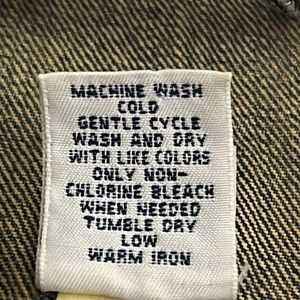 MACHINE WASH
COLD
GENTLE CYCLE
WASH AND DRY
WITH LIKE COLORS
ONLY NON-
CHLORINE BLEACH
WHEN NEEDED
TUMBLE DRY
LOW
WARM IRON